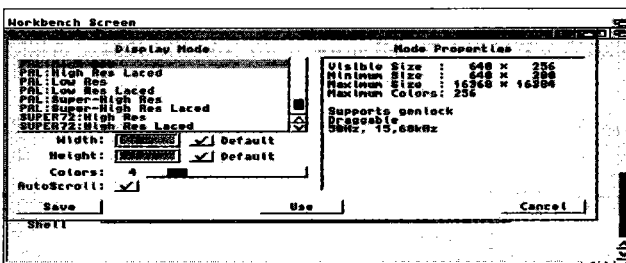 Workbench Screen
Display Mode
PAL:High Res Laced
PAL:Low Res
PAL:Low Res Laced
PAL:Super-High Res
PAL:Super-High Res Laced
SUPER72:High Res
SUPER72:High Res Laced
Width:
Default
Height:
Default
Colors: 4
AutoScroll:
Mode Properties
Visible Size : 640 × 256
Minimum Size : 640 × 200
Maximum Size : 16368 × 16384
Maximum Colors: 256
Supports genlock
Draggable
50Hz, 15,60kHz
Save
Use
Cancel
Shell